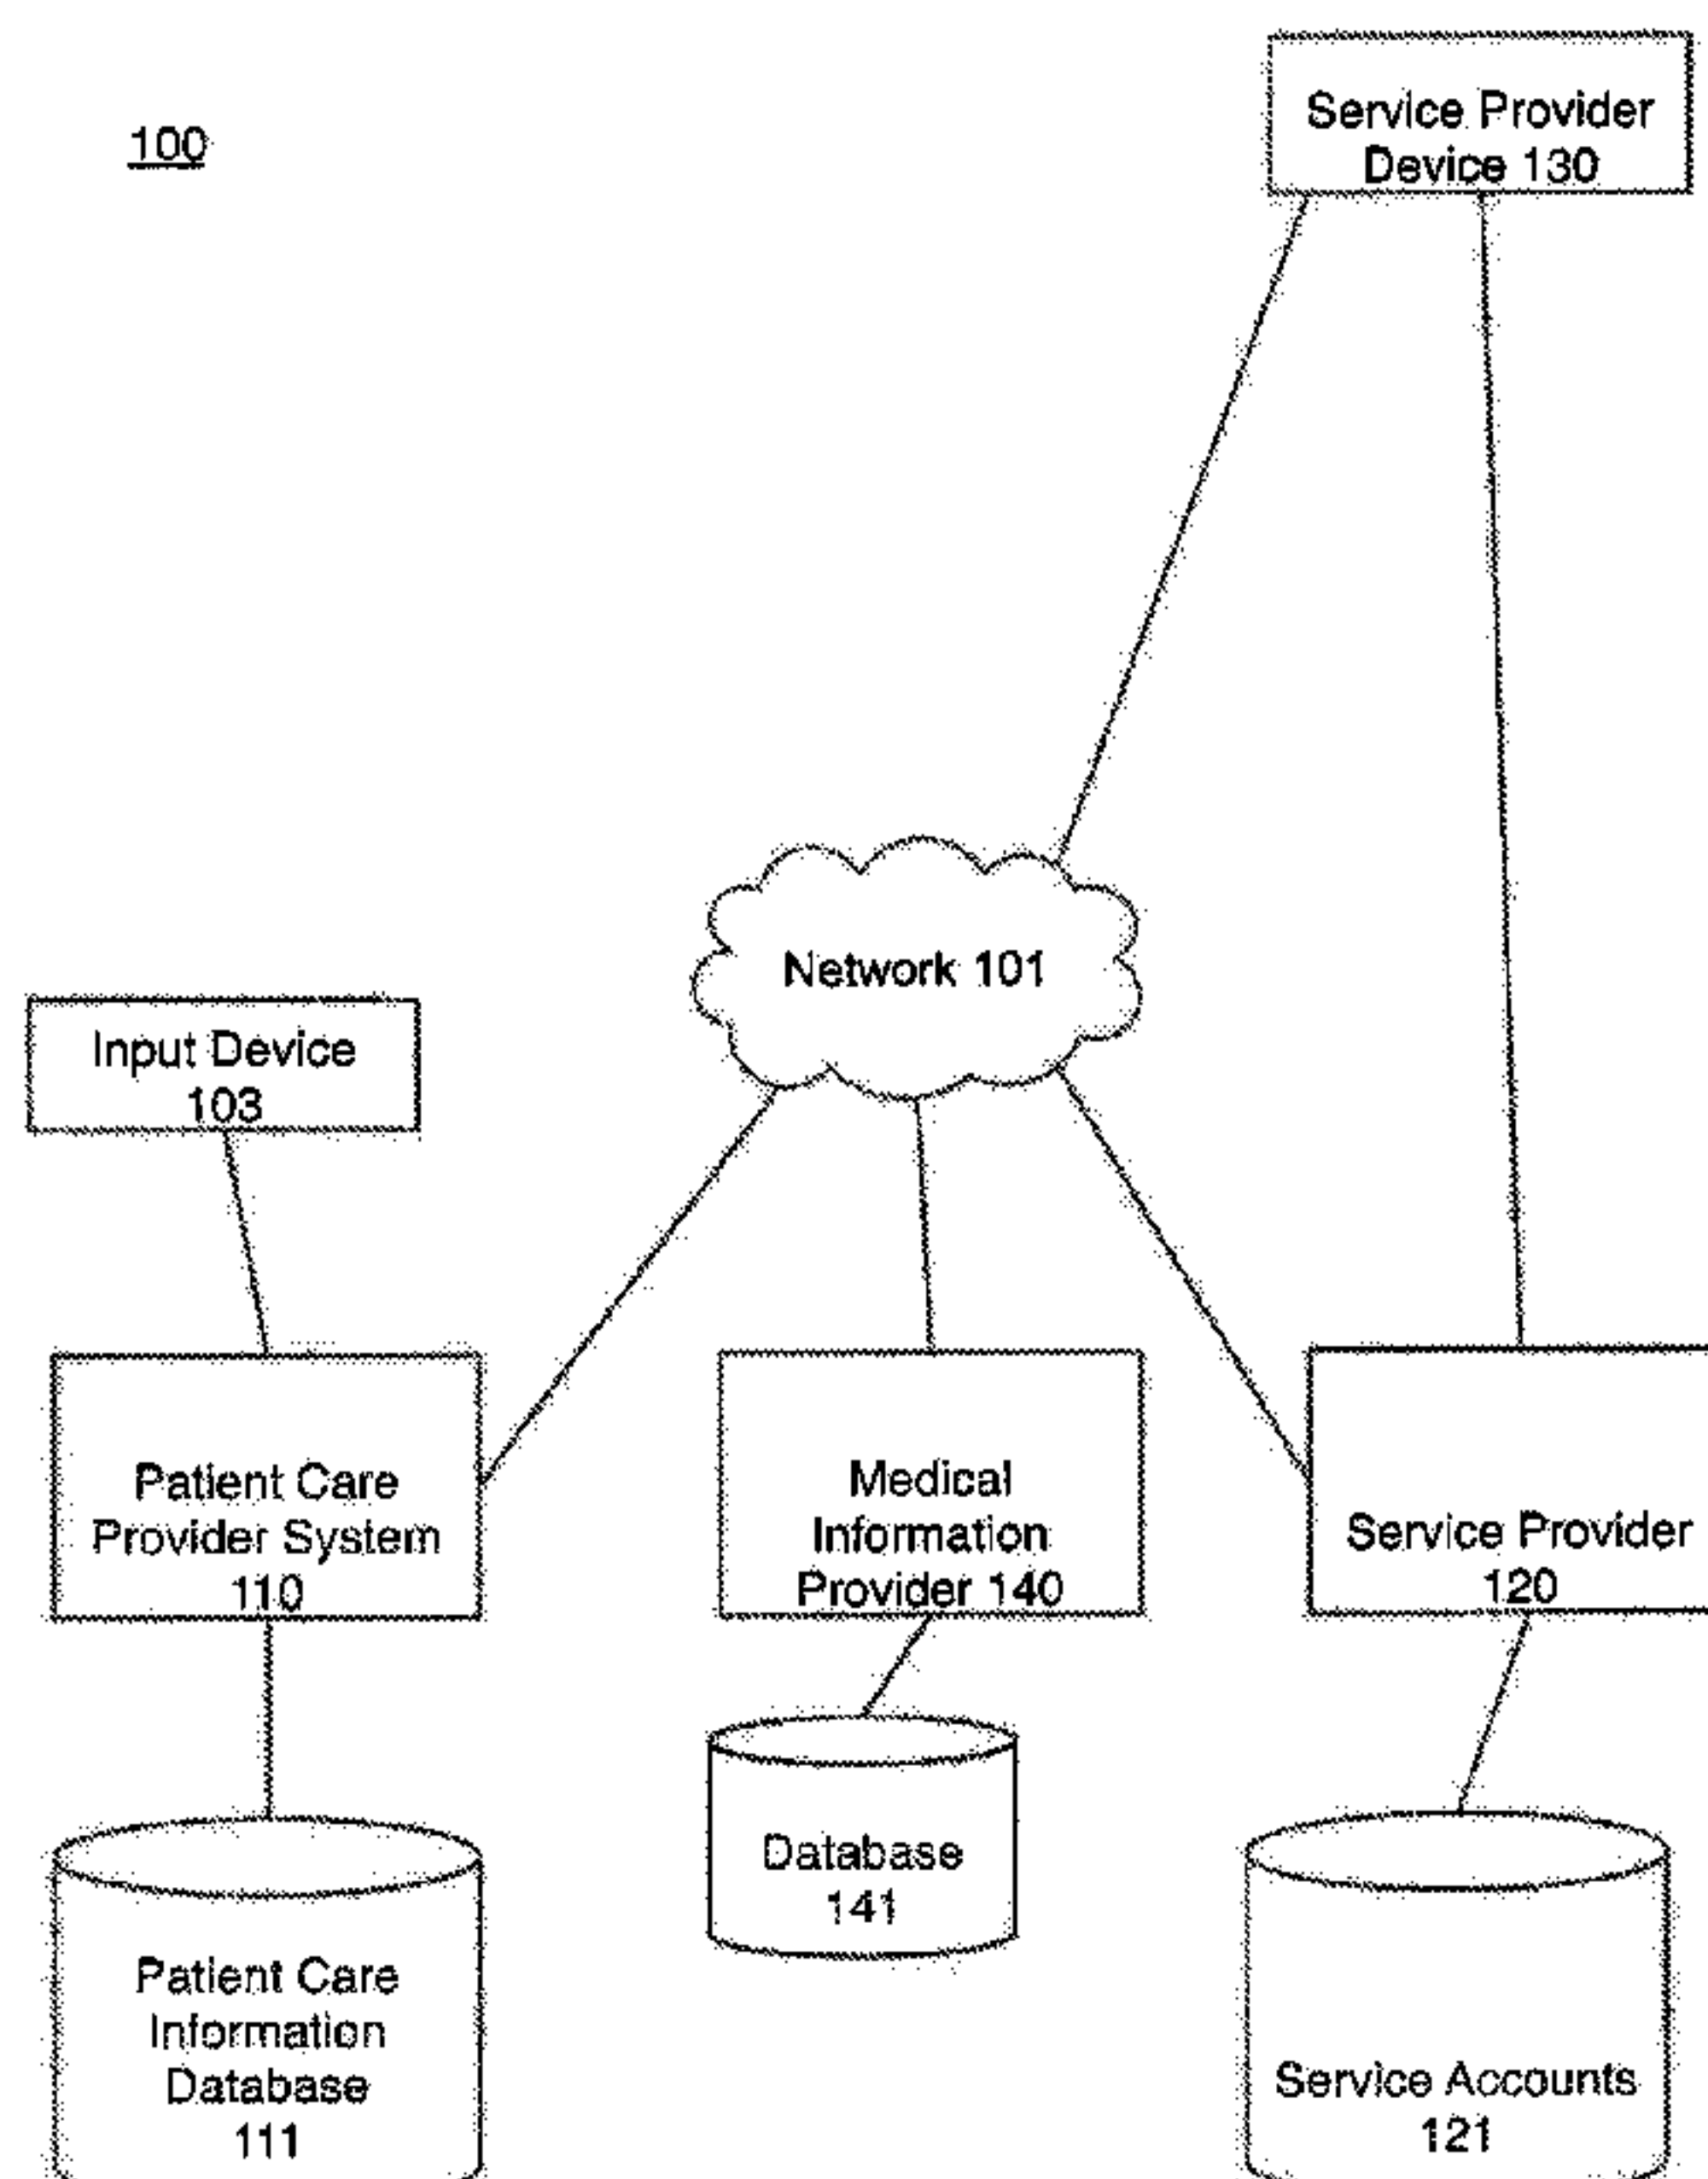 100
Service Provider
Device 130
Network 101
Input Device
103
Patient Care
Provider System
110
Medical
Information
Provider 140
Service Provider
120
Database
141
Patient Care
Information
Database
111
Service Accounts
121